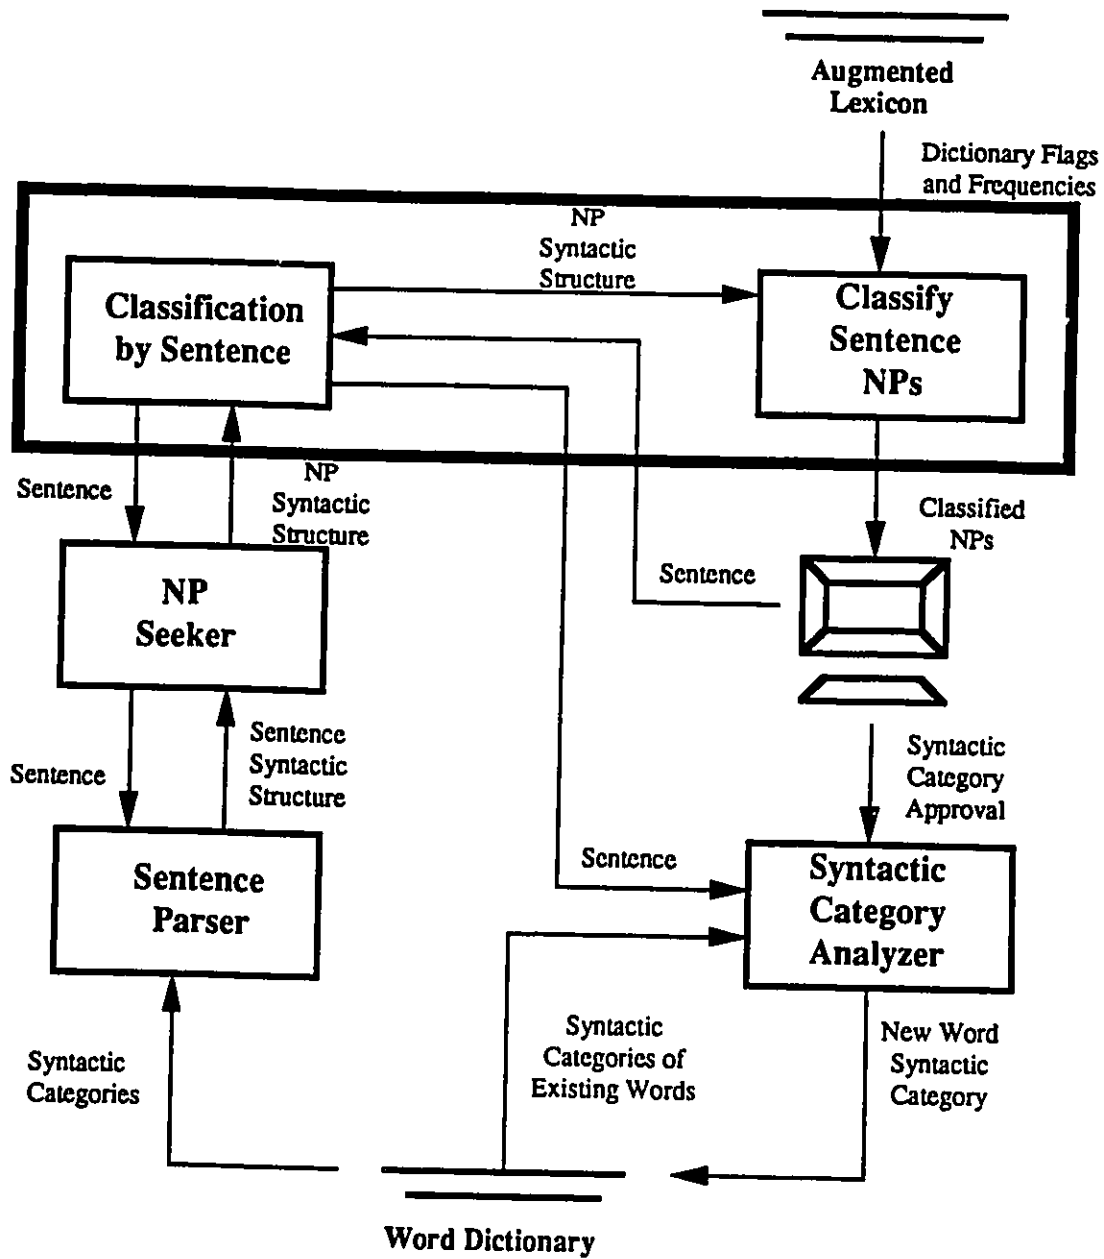 Augmented
Lexicon
Dictionary Flags
and Frequencies
NP
Syntactic
Structure
Classification
by Sentence
Classify
Sentence
NPs
Sentence
NP
Syntactic
Structure
Classified
NPs
NP
Seeker
Sentence
Sentence
Sentence
Syntactic
Structure
Syntactic
Category
Approval
Sentence
Parser
Sentence
Syntactic
Category
Analyzer
Syntactic
Categories
Syntactic
Categories of
Existing Words
New Word
Syntactic
Category
Word Dictionary